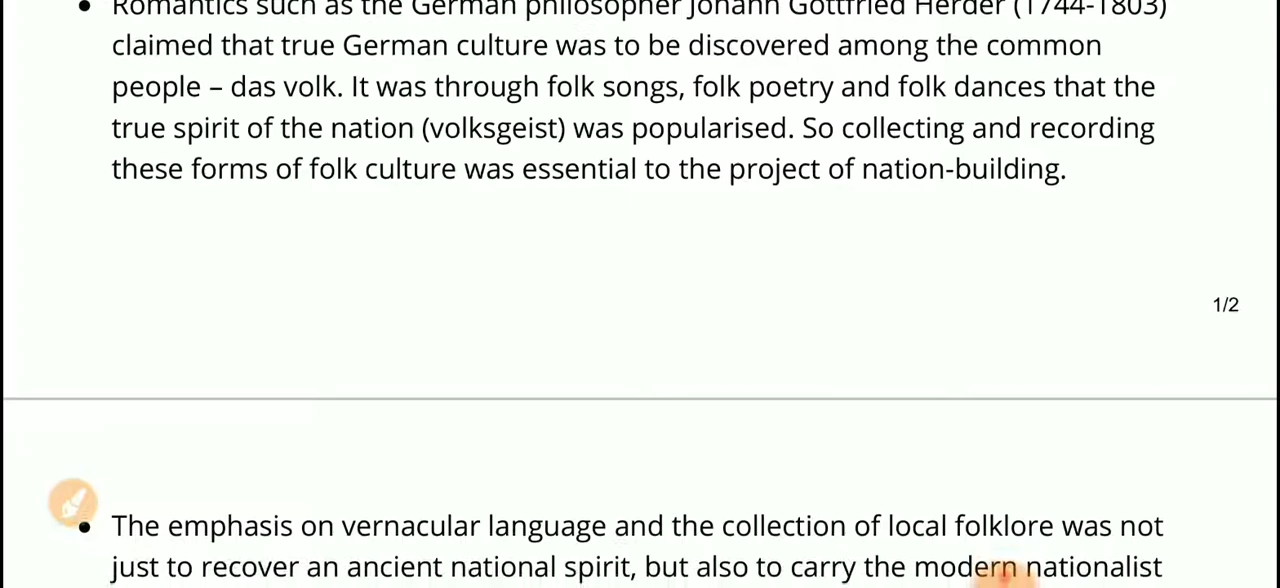 Romantics such as the German philosopher Johann Gottfried Herder (1744-1803)
claimed that true German culture was to be discovered among the common
people – das volk. It was through folk songs, folk poetry and folk dances that the
true spirit of the nation (volksgeist) was popularised. So collecting and recording
these forms of folk culture was essential to the project of nation-building.
1/2
The emphasis on vernacular language and the collection of local folklore was not
just to recover an ancient national spirit, but also to carry the modern nationalist